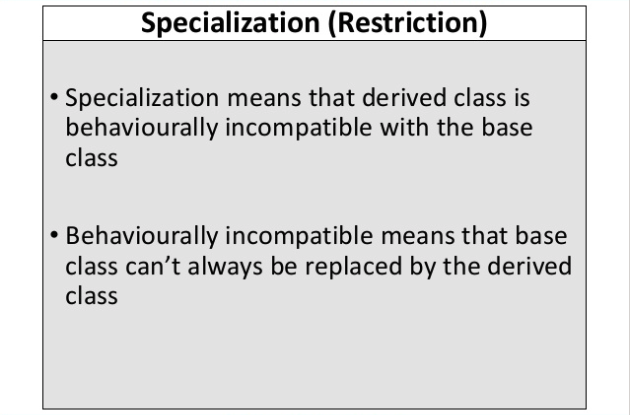 Specialization (Restriction)
• Specialization means that derived class is
behaviourally incompatible with the base
class
• Behaviourally incompatible means that base
class can’t always be replaced by the derived
class